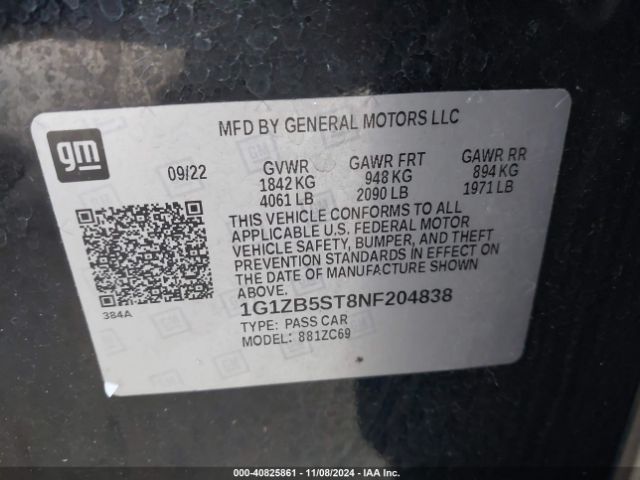 MFD BY GENERAL MOTORS LLC
gm
09/22 GVWR GAWR FRT GAWR RR
1842 KG 948 KG 894 KG
4061 LB 2090 LB 1971 LB
THIS VEHICLE CONFORMS TO ALL
APPLICABLE U.S. FEDERAL MOTOR
VEHICLE SAFETY, BUMPER, AND THEFT
PREVENTION STANDARDS IN EFFECT ON
THE DATE OF MANUFACTURE SHOWN
ABOVE.
384A
1G1ZB5ST8NF204838
TYPE: PASS CAR
MODEL: 881ZC69
©-40825861 - 11/08/2024 - IAA Inc.